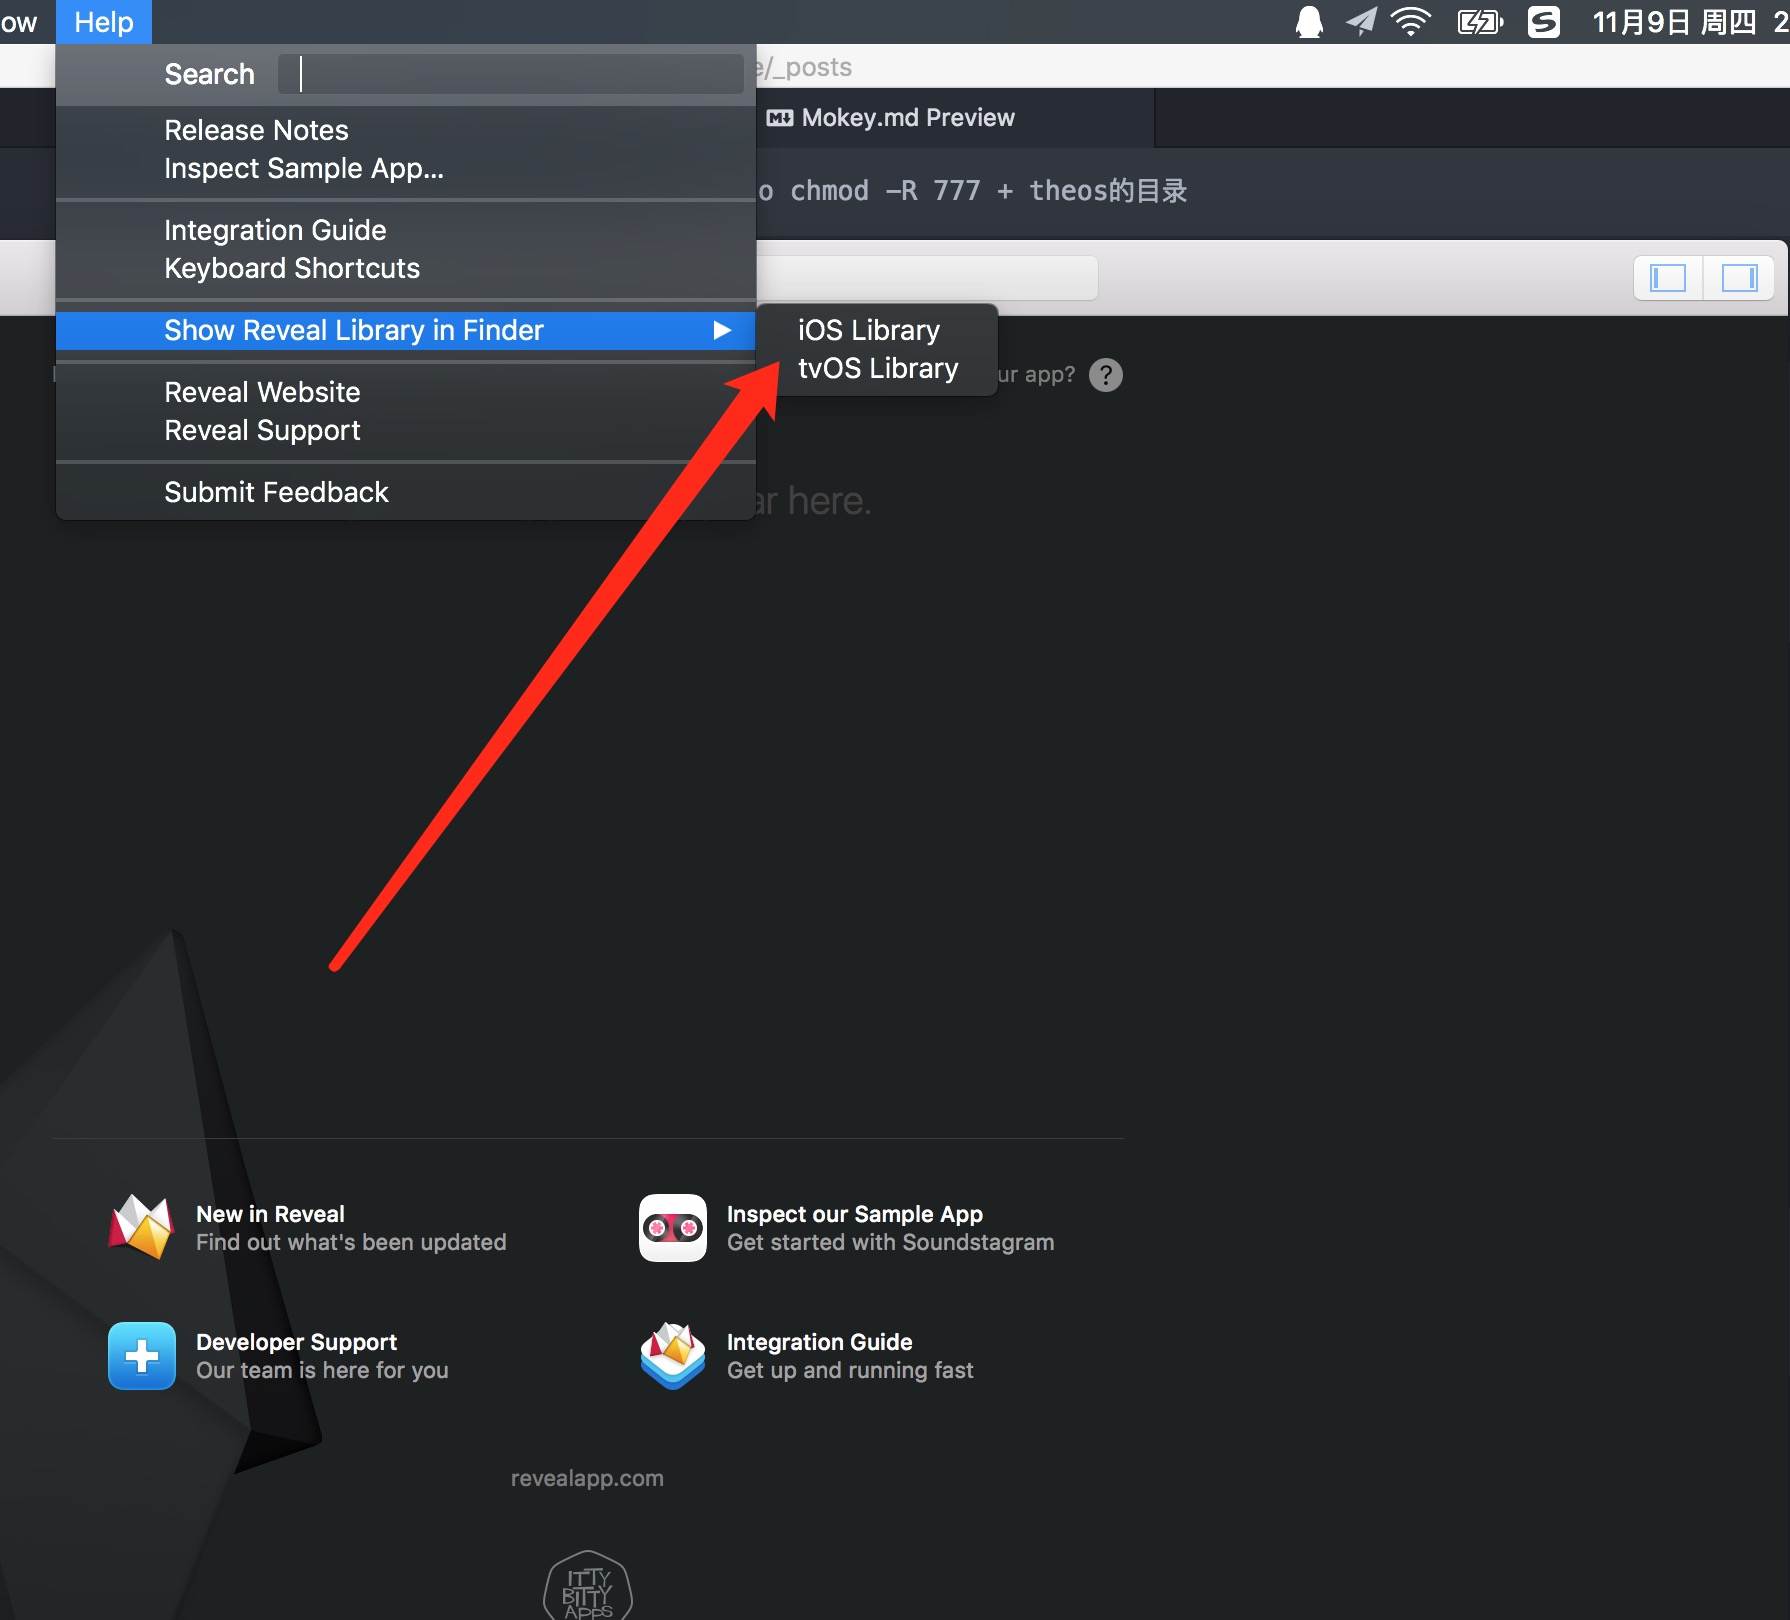 ow Help 11月9日 周四 2
Search e/_posts
Mokey.md Preview
Release Notes
Inspect Sample App...
o chmod -R 777 + theos的目录
Integration Guide
Keyboard Shortcuts
Show Reveal Library in Finder
iOS Library
tvOS Library
ur app? ?
Reveal Website
Reveal Support
Submit Feedback
ar here.
New in Reveal
Find out what's been updated
Inspect our Sample App
Get started with Soundstagram
Developer Support
Our team is here for you
Integration Guide
Get up and running fast
revealapp.com
ITTY
BITTY
APPS